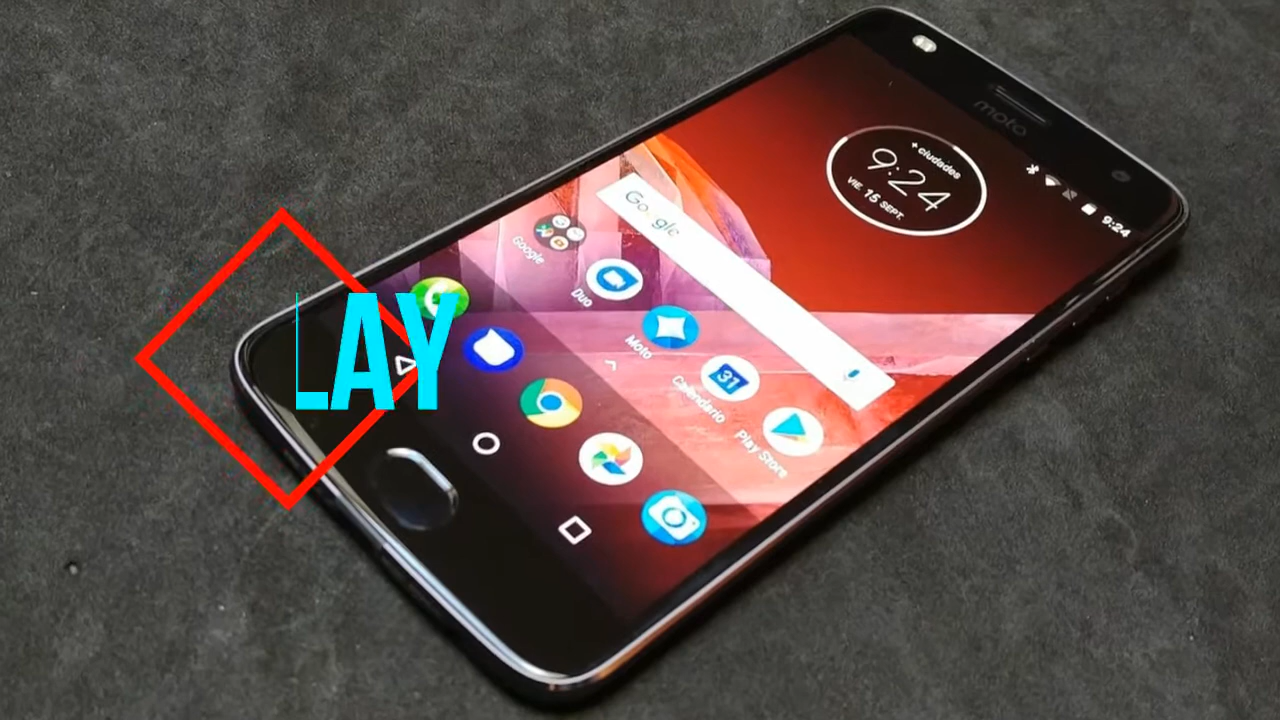 moto
+ ciudades
9:24
VIE. 15 SEPT.
9:24
Google
Google
Duo
Moto
31
Calendario
Play Store
LAY